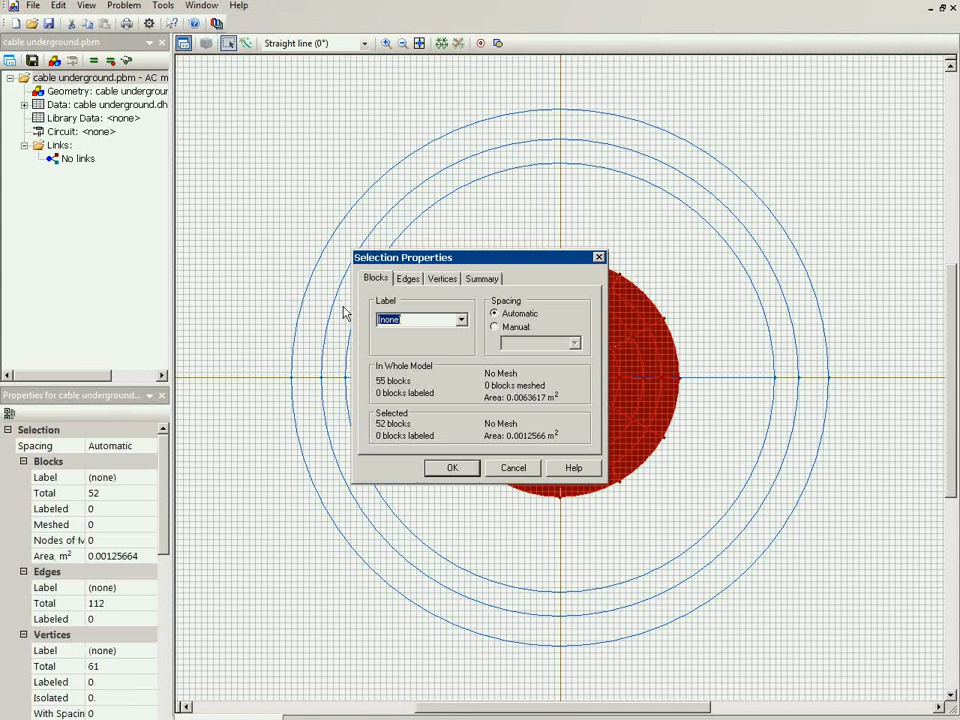 File Edit View Problem Tools Window Help
Straight line (0°)
cable underground.pbm
cable underground.pbm - AC m
Geometry: cable undergrour
Data: cable underground.dh
Library Data: <none>
Circuit: <none>
Links:
No links
Properties for cable underground...
Selection
Spacing Automatic
Blocks
Label (none)
Total 52
Labeled 0
Meshed 0
Nodes of M 0
Area, m² 0.00125664
Edges
Label (none)
Total 112
Labeled 0
Vertices
Label (none)
Total 61
Labeled 0
Isolated 0
With Spacin 0
Selection Properties
Blocks Edges Vertices Summary
Label
(none)
Spacing
Automatic
Manual:
In Whole Model
55 blocks
0 blocks labeled
No Mesh
0 blocks meshed
Area: 0.0063617 m²
Selected
52 blocks
0 blocks labeled
No Mesh
Area: 0.0012566 m²
OK Cancel Help